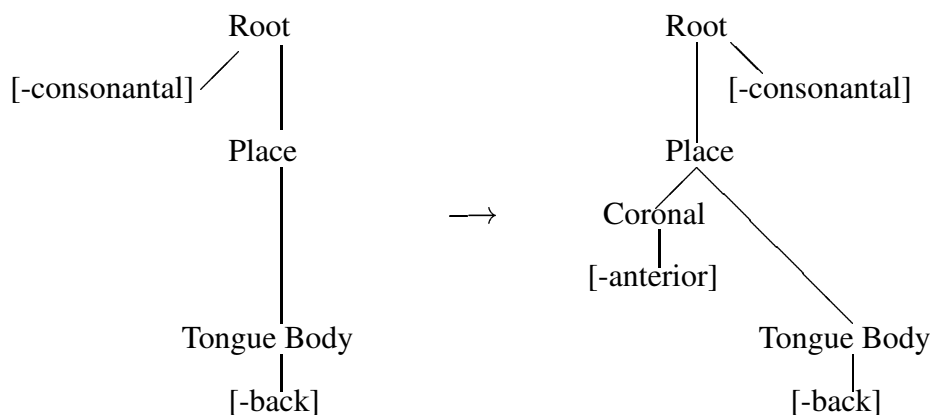 Root
[-consonantal]
Place
Tongue Body
[-back]
→
Root
[-consonantal]
Place
Coronal
[-anterior]
Tongue Body
[-back]